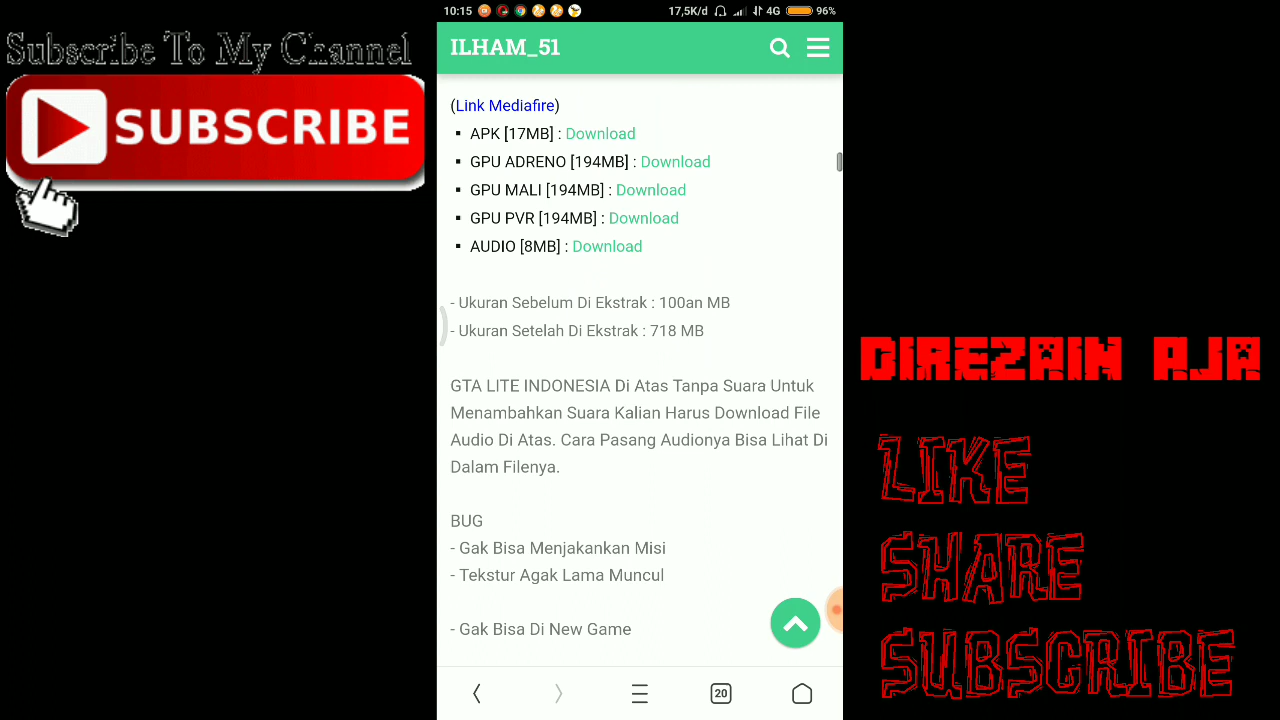 Subscribe To My Channel
SUBSCRIBE
10:15
17,5K/d
4G
96%
ILHAM_51
(Link Mediafire)
▪ APK [17MB] : Download
▪ GPU ADRENO [194MB] : Download
▪ GPU MALI [194MB] : Download
▪ GPU PVR [194MB] : Download
▪ AUDIO [8MB] : Download
- Ukuran Sebelum Di Ekstrak : 100an MB
- Ukuran Setelah Di Ekstrak : 718 MB
GTA LITE INDONESIA Di Atas Tanpa Suara Untuk
Menambahkan Suara Kalian Harus Download File
Audio Di Atas. Cara Pasang Audionya Bisa Lihat Di
Dalam Filenya.
BUG
- Gak Bisa Menjakankan Misi
- Tekstur Agak Lama Muncul
- Gak Bisa Di New Game
20
DIREZAIN AJA
LIKE
SHARE
SUBSCRIBE